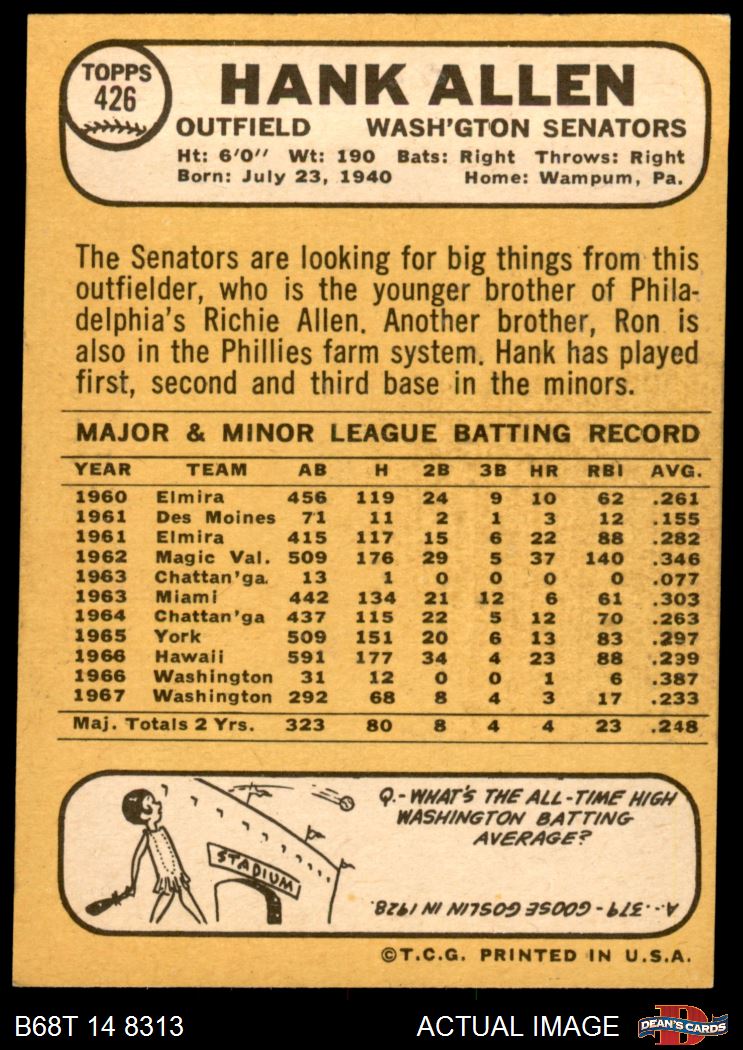 TOPPS
426
HANK ALLEN
OUTFIELD WASH'GTON SENATORS
Ht: 6'0" Wt: 190 Bats: Right Throws: Right
Born: July 23, 1940 Home: Wampum, Pa.
The Senators are looking for big things from this
outfielder, who is the younger brother of Phila-
delphia's Richie Allen. Another brother, Ron is
also in the Phillies farm system. Hank has played
first, second and third base in the minors.
MAJOR & MINOR LEAGUE BATTING RECORD
YEAR TEAM AB H 2B 3B HR RBI AVG.
1960 Elmira 456 119 24 9 10 62 .261
1961 Des Moines 71 11 2 1 3 12 .155
1961 Elmira 415 117 15 6 22 88 .282
1962 Magic Val. 509 176 29 5 37 140 .346
1963 Chattan'ga. 13 1 0 0 0 0 .077
1963 Miami 442 134 21 12 6 61 .303
1964 Chattan'ga 437 115 22 5 12 70 .263
1965 York 509 151 20 6 13 83 .297
1966 Hawaii 591 177 34 4 23 88 .299
1966 Washington 31 12 0 0 1 6 .387
1967 Washington 292 68 8 4 3 17 .233
Maj. Totals 2 Yrs. 323 80 8 4 4 23 .248
STADIUM
Q.-WHAT'S THE ALL-TIME HIGH
WASHINGTON BATTING
AVERAGE?
A...379-GOOSE GOSLIN IN 1928.
©T.C.G. PRINTED IN U.S.A.
B68T 14 8313 ACTUAL IMAGE
D
DEAN'S CARDS